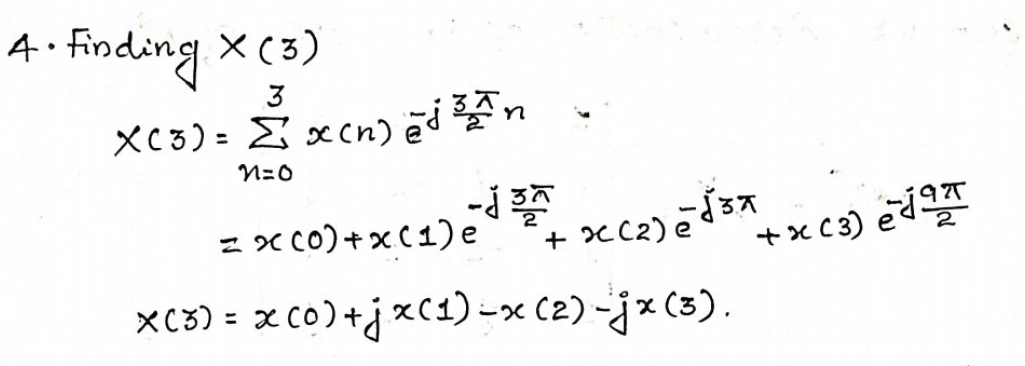 4. Finding X(3)
X(3) = Σ_{n=0}^{3} x(n) e^{-j 3π/2 n}
= x(0) + x(1) e^{-j 3π/2} + x(2) e^{-j3π} + x(3) e^{-j 9π/2}
X(3) = x(0) + j x(1) - x(2) - j x(3).